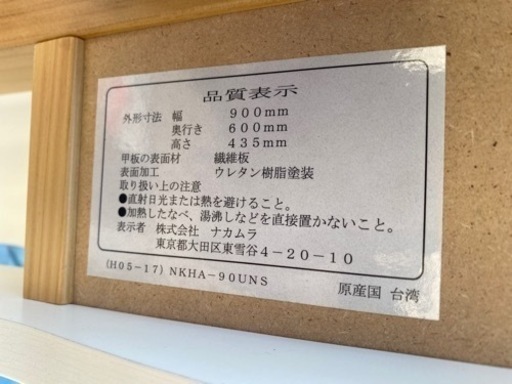 品質表示
外形寸法 幅 900mm
奥行き 600mm
高さ 435mm
甲板の表面材 繊維板
表面加工 ウレタン樹脂塗装
取り扱い上の注意
●直射日光または熱を避けること。
●加熱したなべ、湯沸しなどを直接置かないこと。
表示者 株式会社 ナカムラ
東京都大田区東雪谷4-20-10
(H05-17) NKHA-90UNS
原産国 台湾